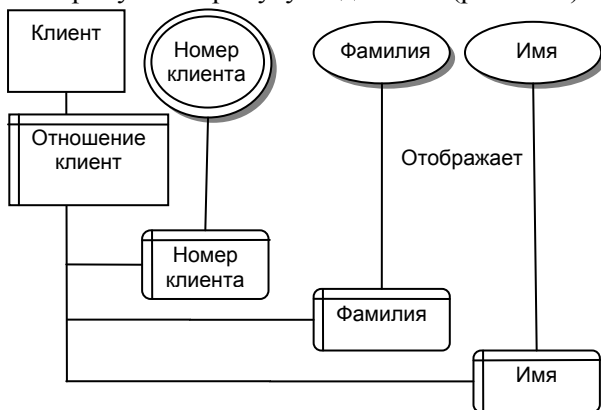 Клиент
Номер
клиента
Фамилия
Имя
Отношение
клиент
Отображает
Номер
клиента
Фамилия
Имя